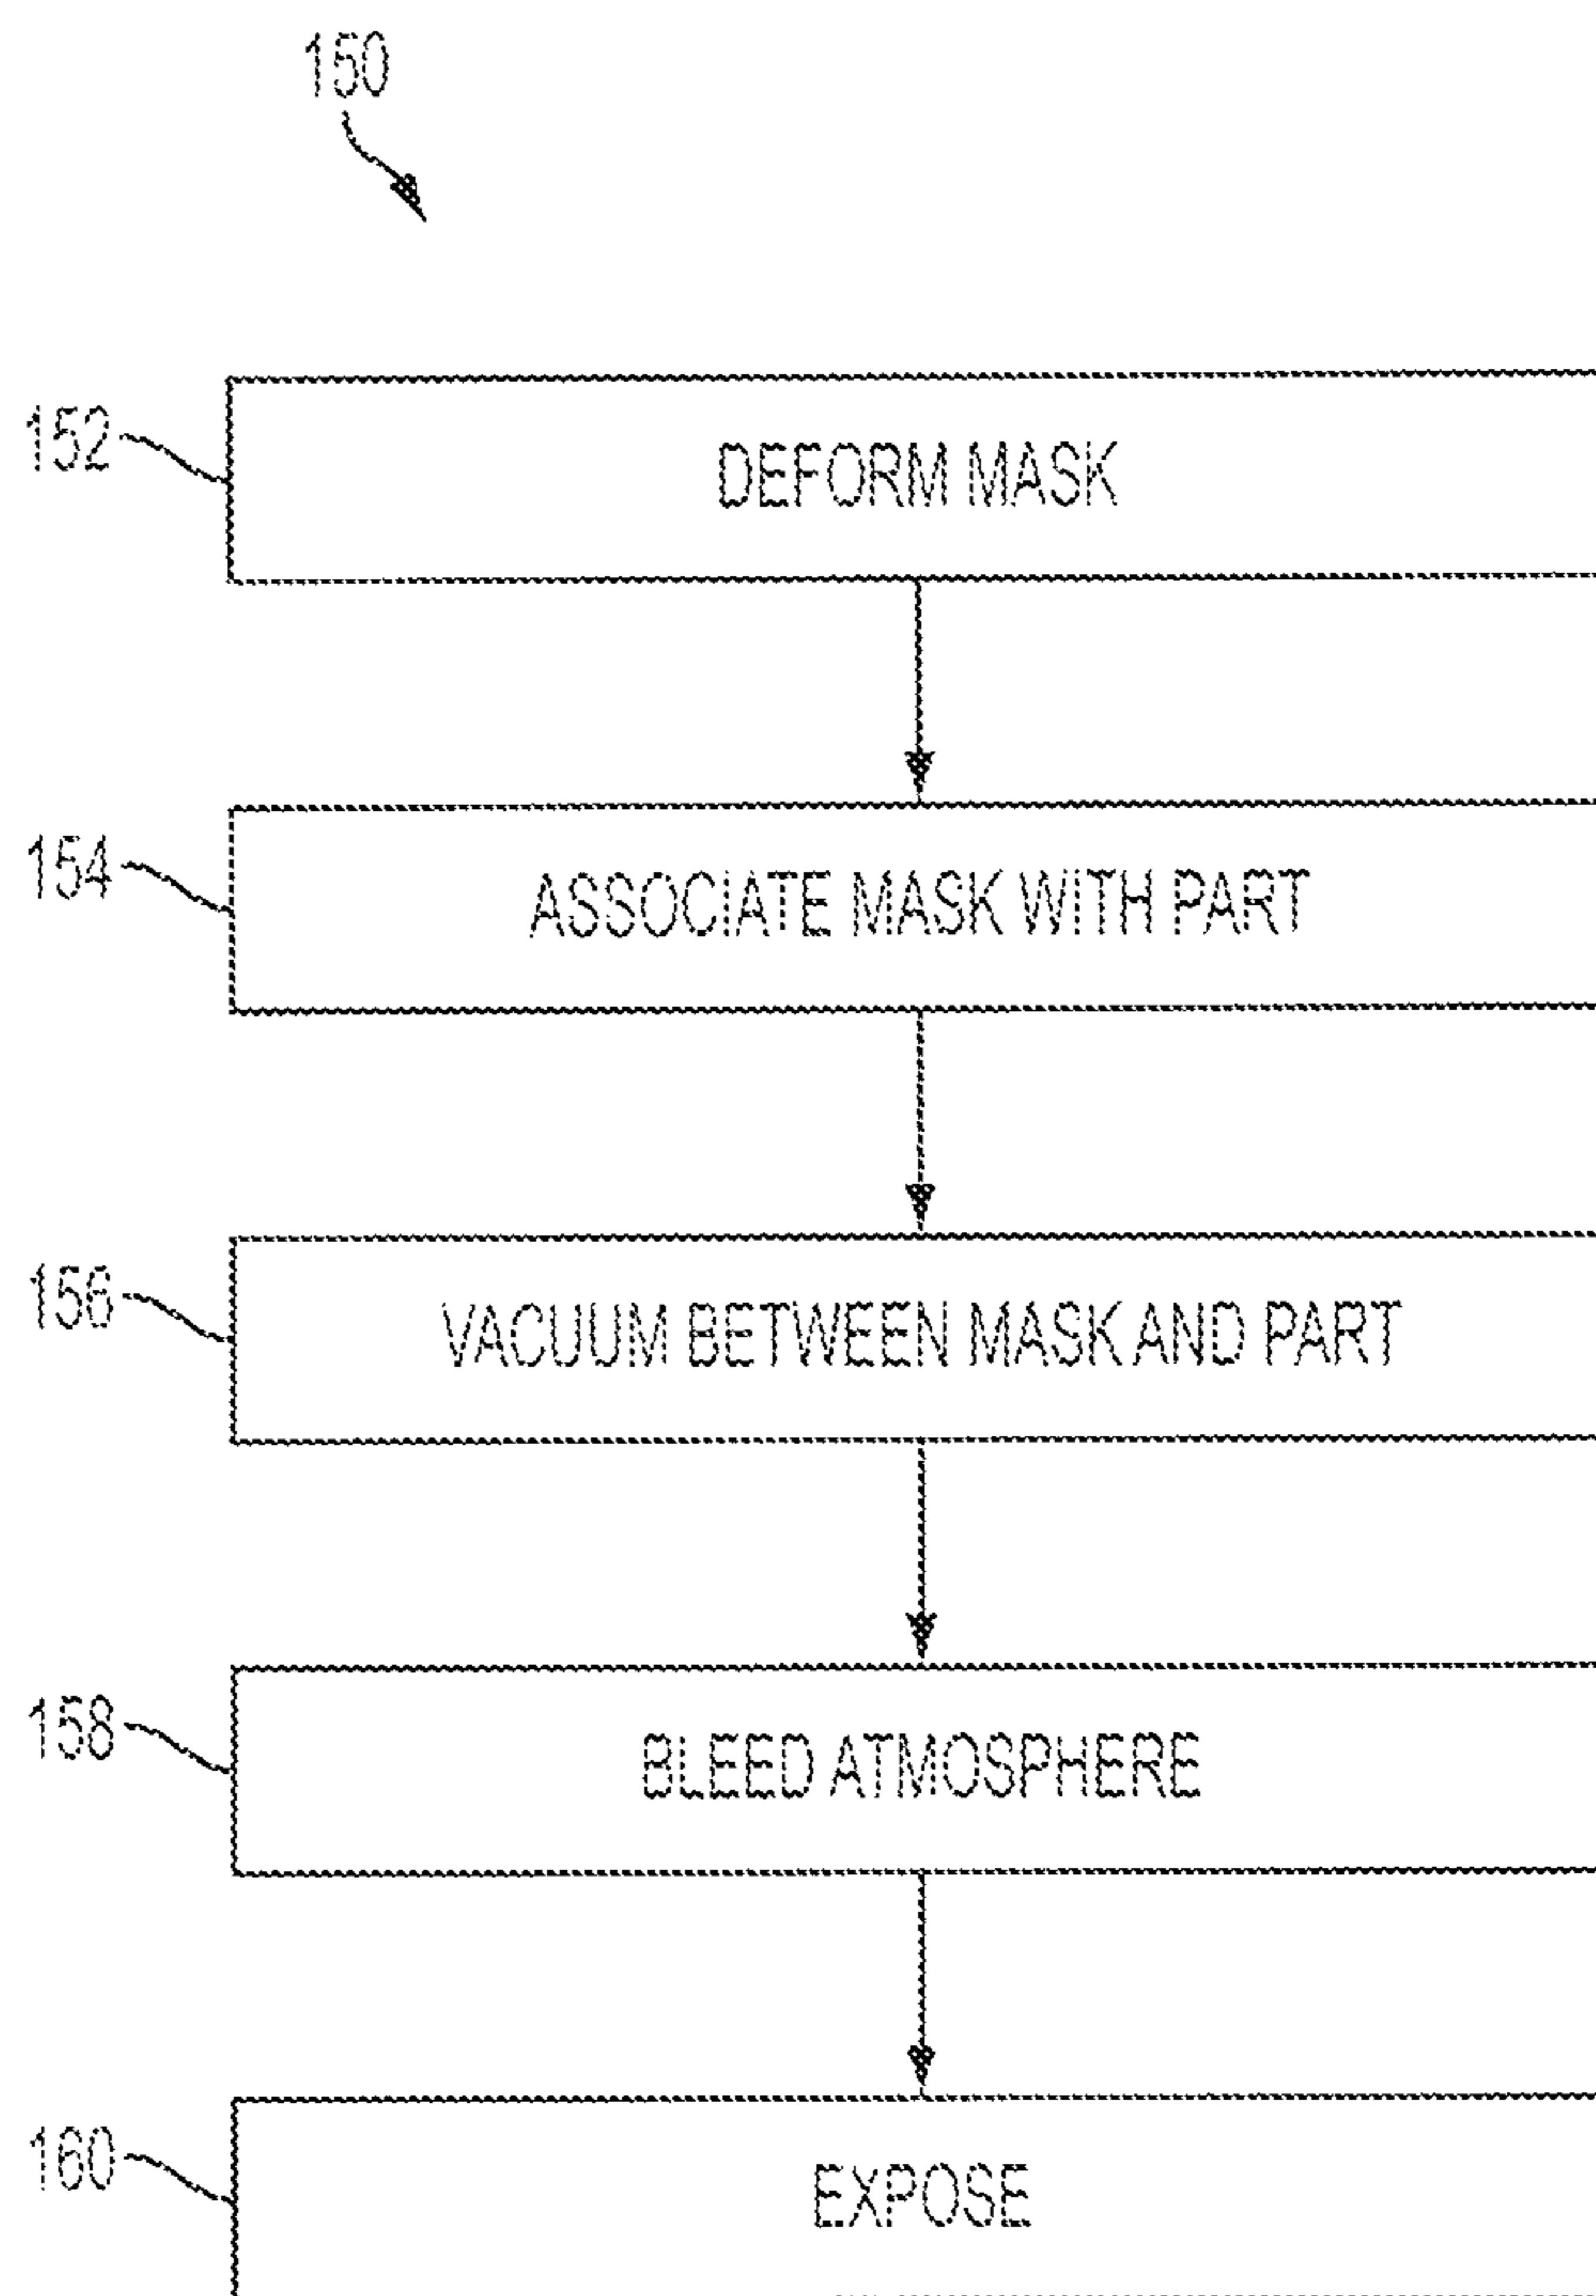 150
152 DEFORM MASK
154 ASSOCIATE MASK WITH PART
156 VACUUM BETWEEN MASK AND PART
158 BLEED ATMOSPHERE
160 EXPOSE